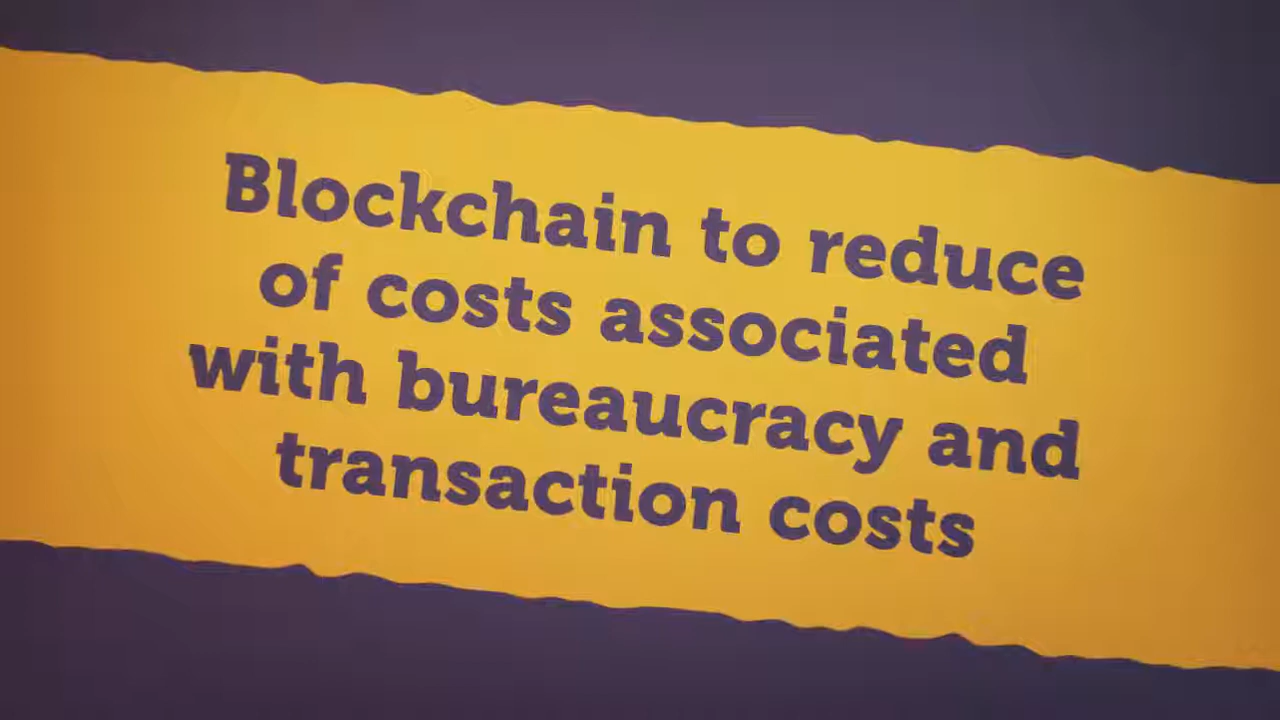 Blockchain to reduce
of costs associated
with bureaucracy and
transaction costs